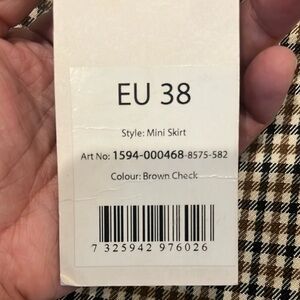 EU 38
Style: Mini Skirt
Art No: 1594-000468-8575-582
Colour: Brown Check
7 325942 976026